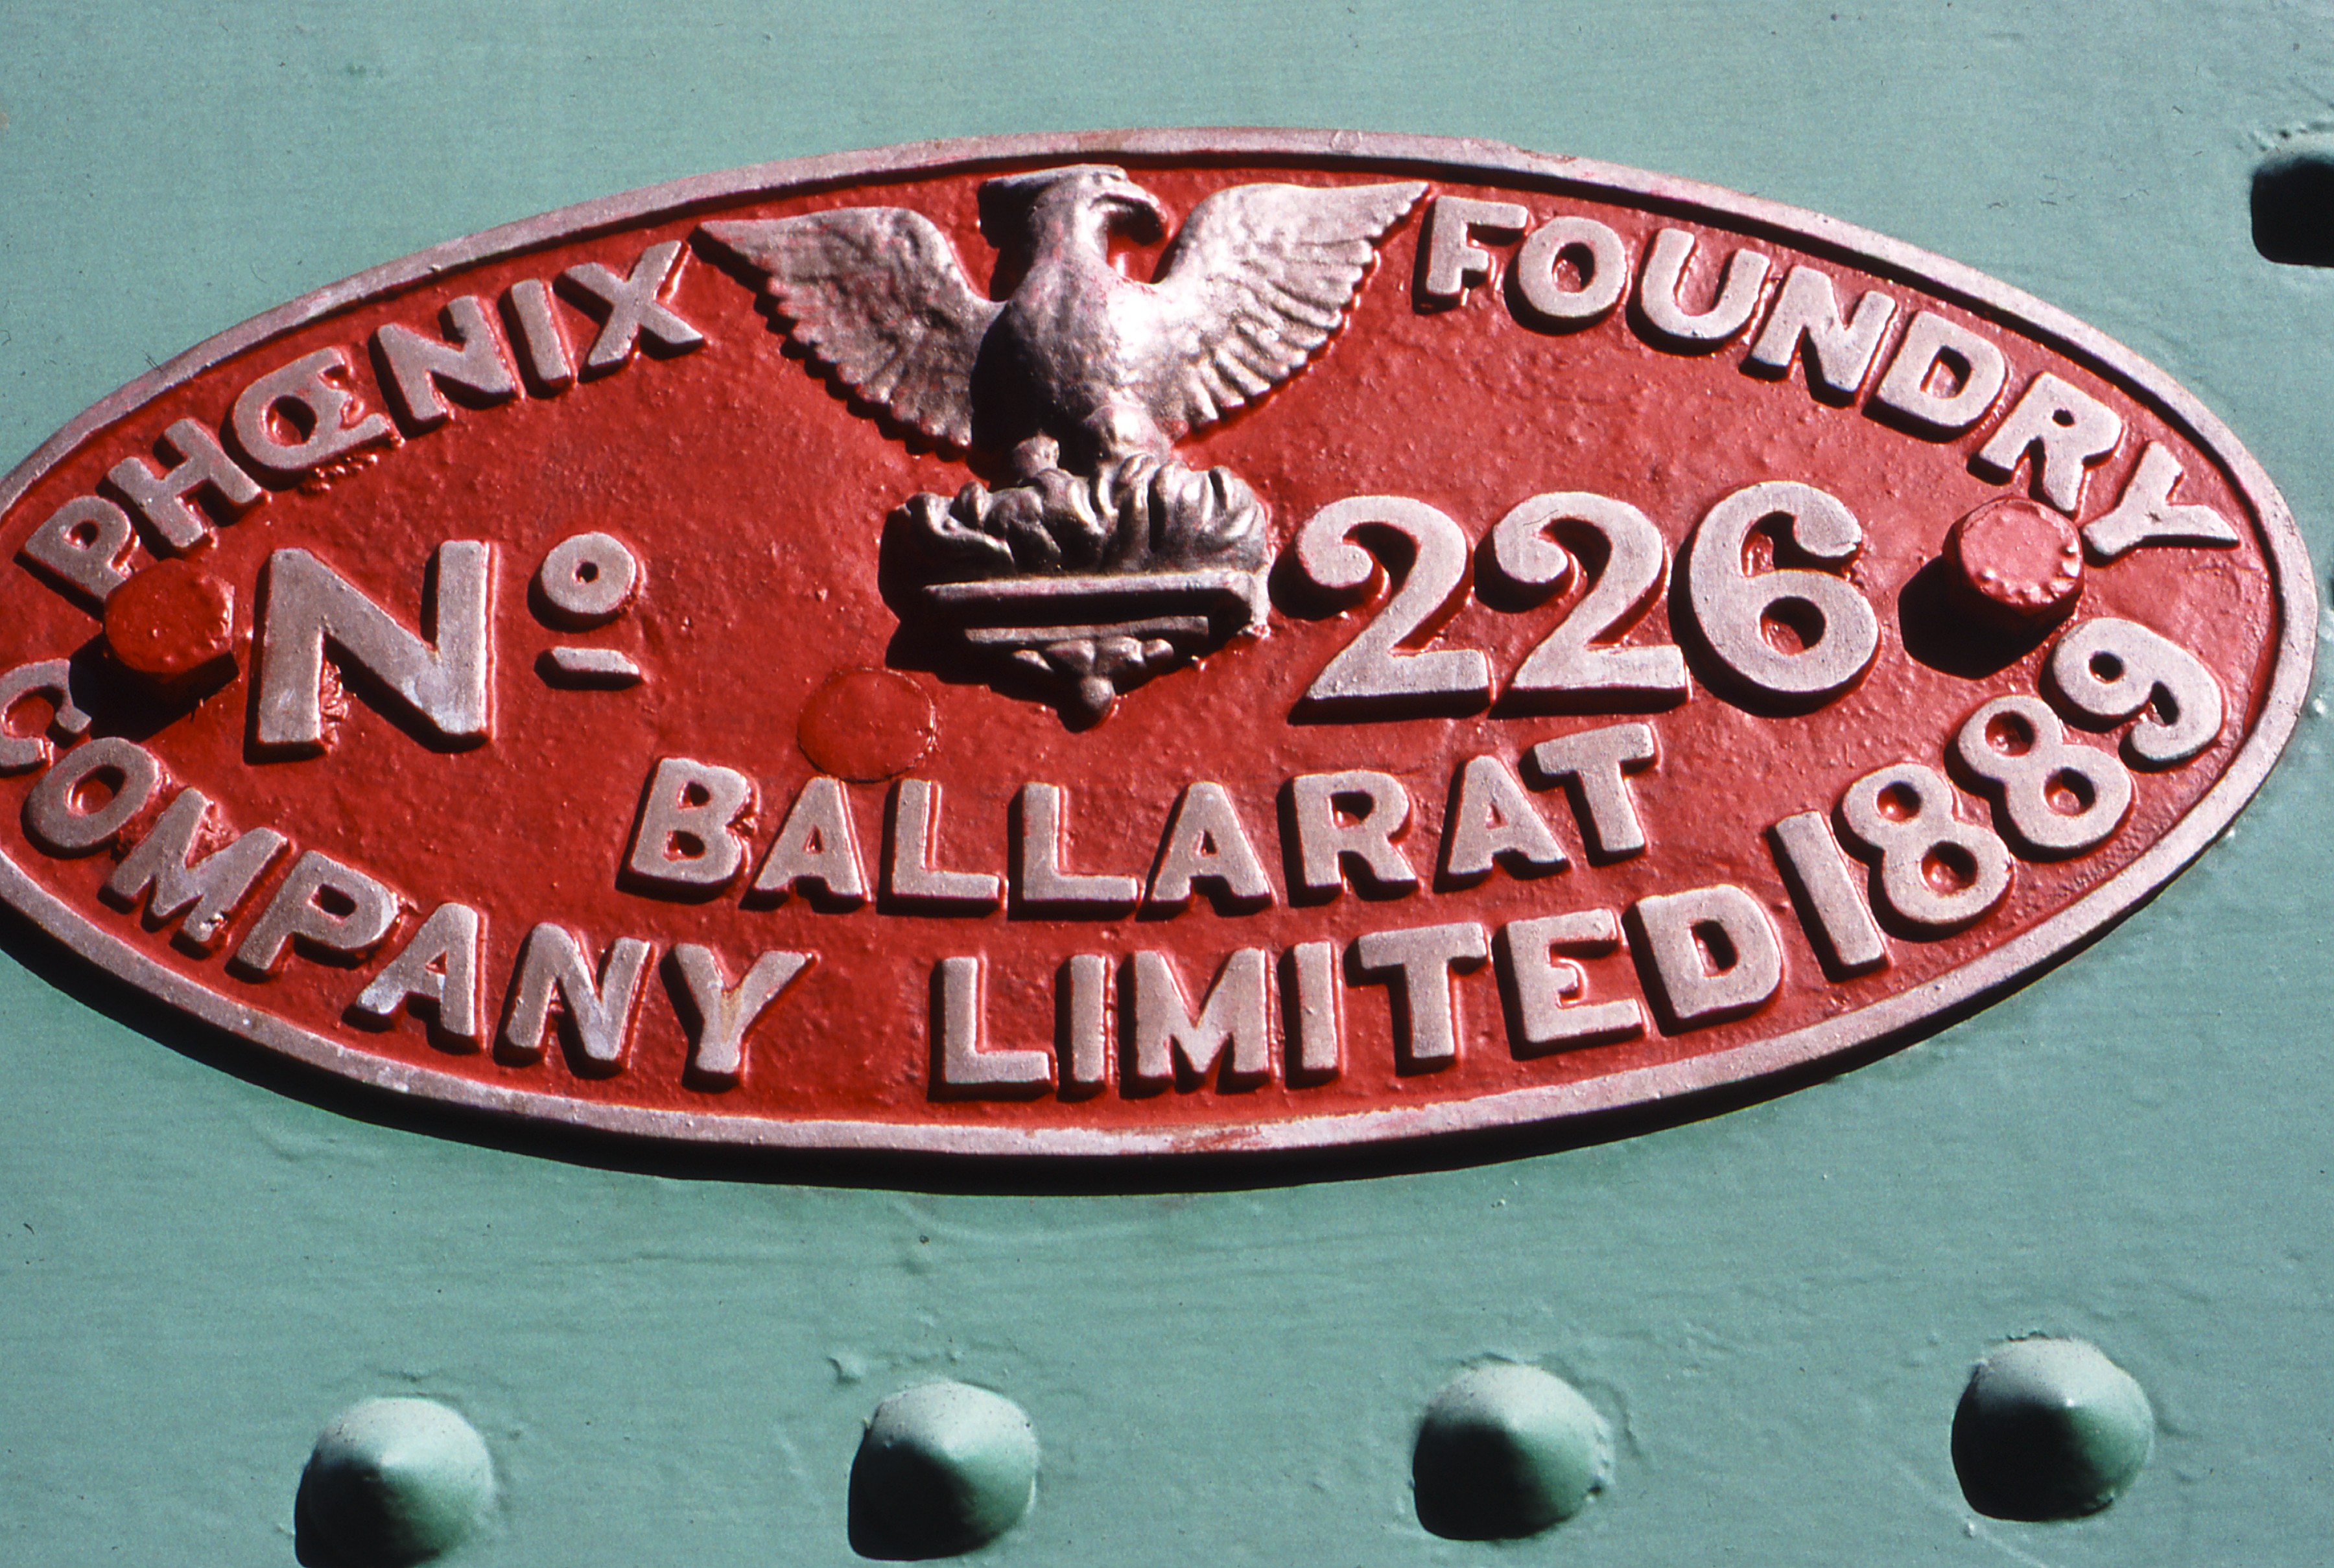 PHŒNIX FOUNDRY
Nº 226
BALLARAT
COMPANY LIMITED 1889